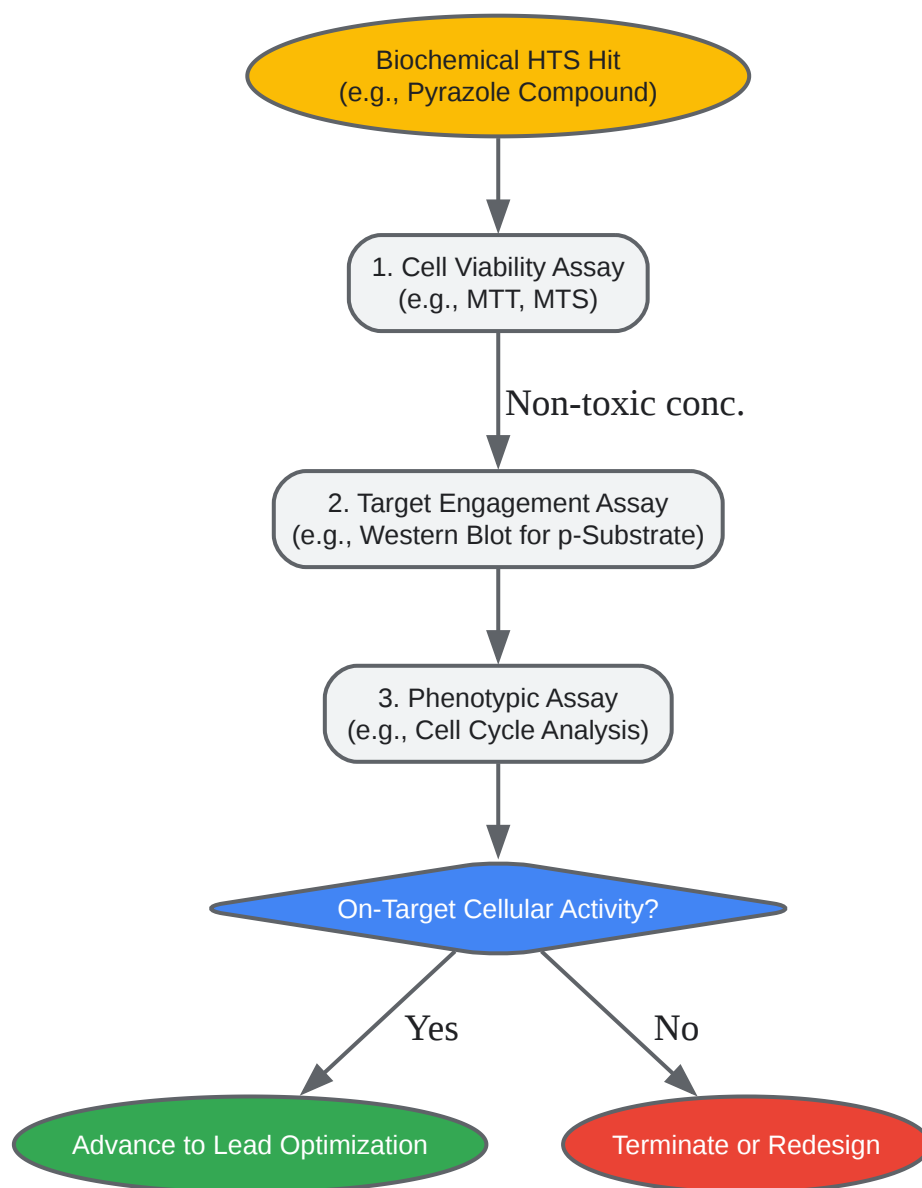 Biochemical HTS Hit
(e.g., Pyrazole Compound)
1. Cell Viability Assay
(e.g., MTT, MTS)
Non-toxic conc.
2. Target Engagement Assay
(e.g., Western Blot for p-Substrate)
3. Phenotypic Assay
(e.g., Cell Cycle Analysis)
On-Target Cellular Activity?
Yes
No
Advance to Lead Optimization
Terminate or Redesign